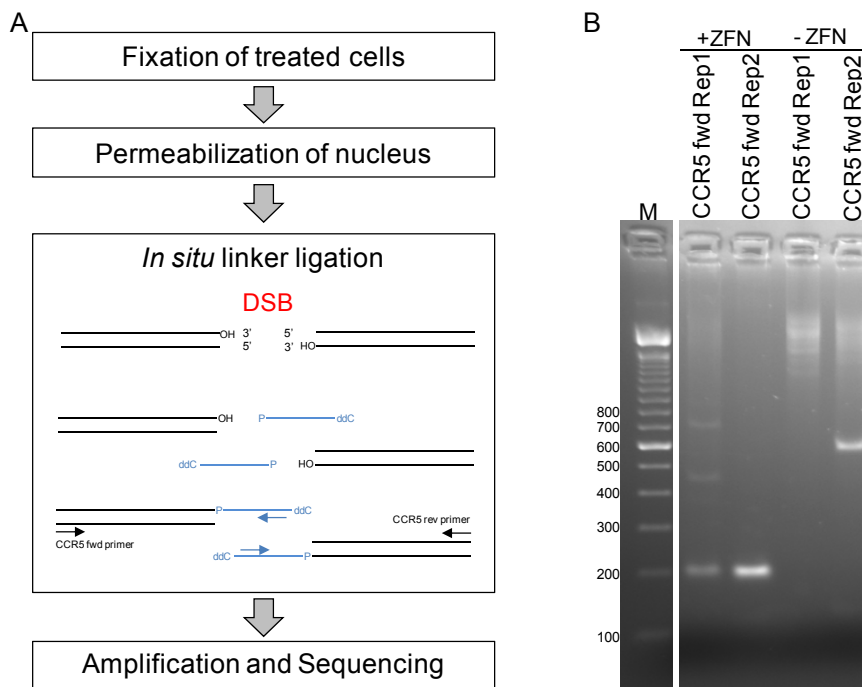 A
Fixation of treated cells
Permeabilization of nucleus
In situ linker ligation
DSB
OH 3’ 5’
5’ 3’ HO
OH P ddC
ddC P HO
P ddC
CCR5 fwd primer
CCR5 rev primer
ddC P
Amplification and Sequencing
B
+ZFN - ZFN
M
CCR5 fwd Rep1
CCR5 fwd Rep2
CCR5 fwd Rep1
CCR5 fwd Rep2
800
700
600
500
400
300
200
100